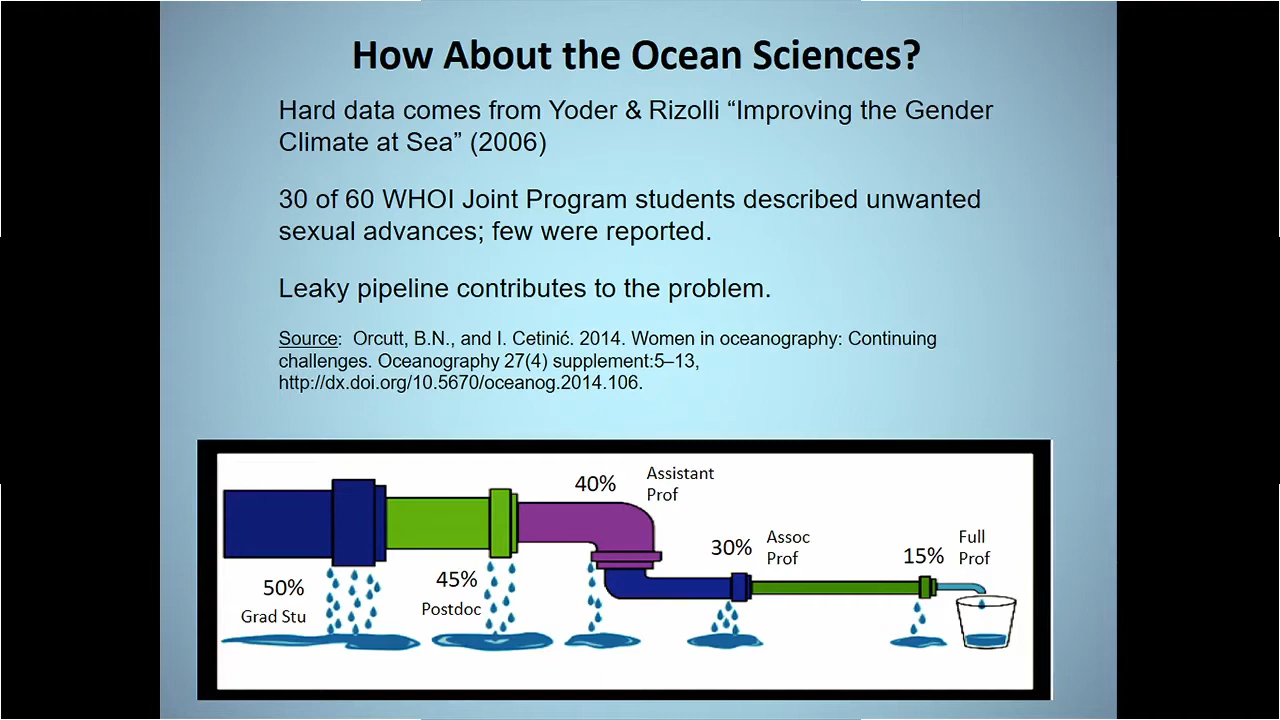 How About the Ocean Sciences?
Hard data comes from Yoder & Rizolli “Improving the Gender
Climate at Sea” (2006)
30 of 60 WHOI Joint Program students described unwanted
sexual advances; few were reported.
Leaky pipeline contributes to the problem.
Source:  Orcutt, B.N., and I. Cetinić. 2014. Women in oceanography: Continuing
challenges. Oceanography 27(4) supplement:5–13,
http://dx.doi.org/10.5670/oceanog.2014.106.
50%
Grad Stu
45%
Postdoc
40%
Assistant
Prof
30%
Assoc
Prof
15%
Full
Prof